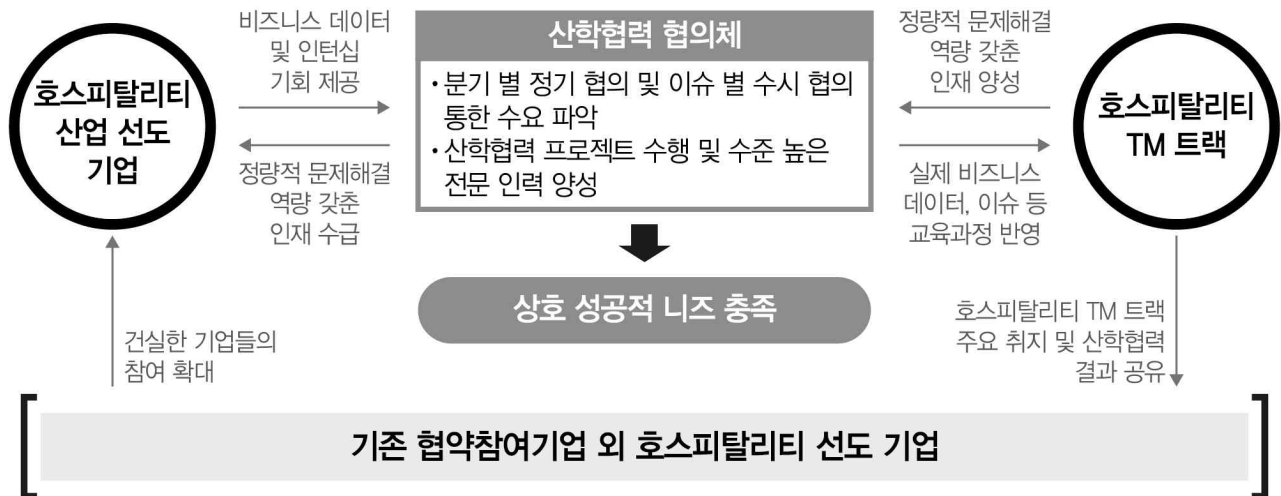 비즈니스 데이터
및 인턴십
기회 제공
호스피탈리티
산업 선도
기업
정량적 문제해결
역량 갖춘
인재 수급
산학협력 협의체
• 분기 별 정기 협의 및 이슈 별 수시 협의
통한 수요 파악
• 산학협력 프로젝트 수행 및 수준 높은
전문 인력 양성
정량적 문제해결
역량 갖춘
인재 양성
호스피탈리티
TM 트랙
실제 비즈니스
데이터, 이슈 등
교육과정 반영
상호 성공적 니즈 충족
건실한 기업들의
참여 확대
호스피탈리티 TM 트랙
주요 취지 및 산학협력
결과 공유
기존 협약참여기업 외 호스피탈리티 선도 기업